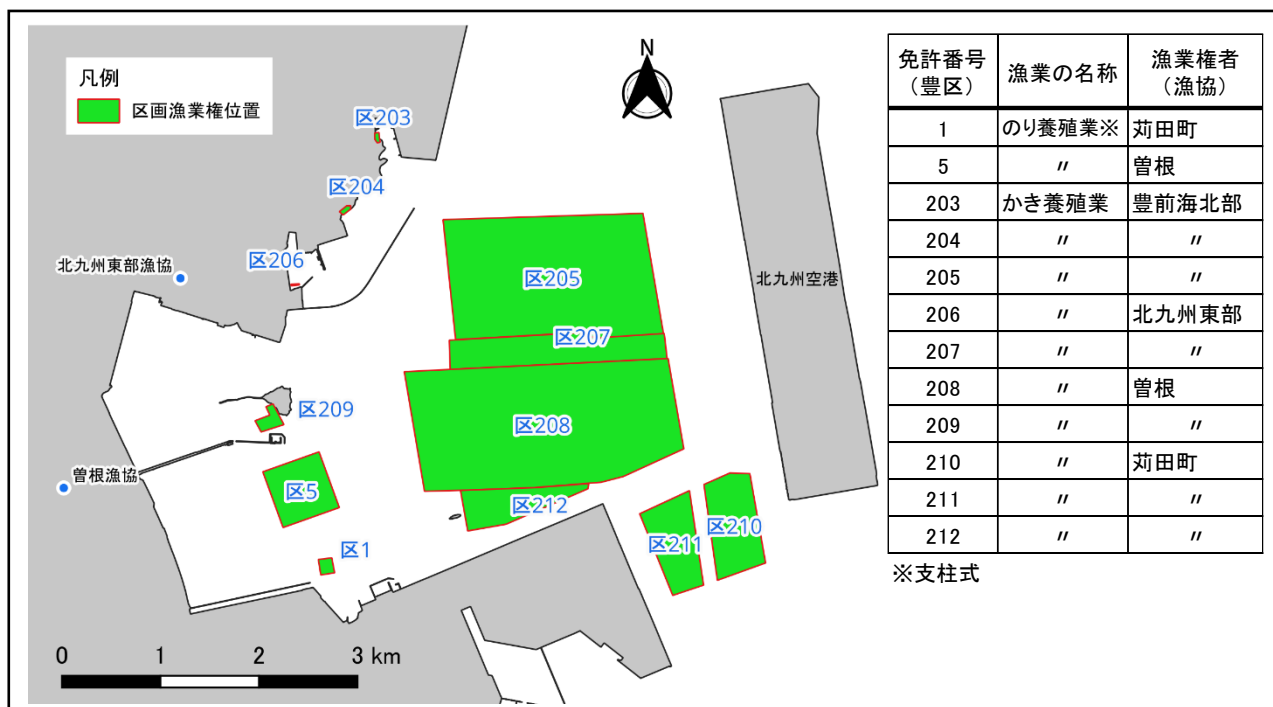 凡例
区画漁業権位置
N
区203
区204
区206
北九州東部漁協
区205
北九州空港
区207
区209
区208
曽根漁協
区5
区212
区211
区210
区1
0 1 2 3 km
免許番号（豊区） 漁業の名称 漁業権者（漁協）
1 のり養殖業※ 苅田町
5 〃 曽根
203 かき養殖業 豊前海北部
204 〃 〃
205 〃 〃
206 〃 北九州東部
207 〃 〃
208 〃 曽根
209 〃 〃
210 〃 苅田町
211 〃 〃
212 〃 〃
※支柱式